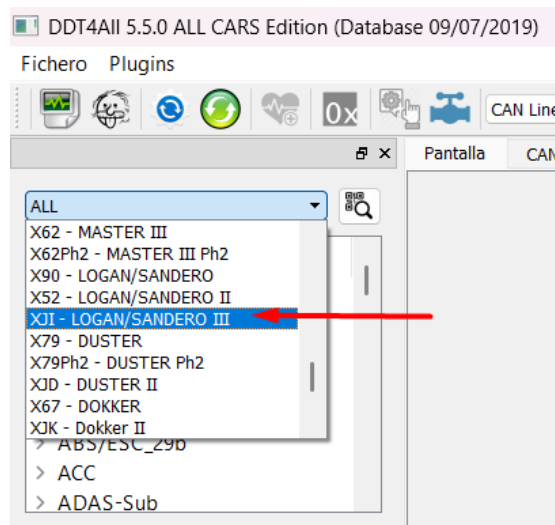 DDT4All 5.5.0 ALL CARS Edition (Database 09/07/2019)
Fichero Plugins
0x CAN Line
Pantalla CAN
ALL
X62 - MASTER III
X62Ph2 - MASTER III Ph2
X90 - LOGAN/SANDERO
X52 - LOGAN/SANDERO II
XJI - LOGAN/SANDERO III
X79 - DUSTER
X79Ph2 - DUSTER Ph2
XJD - DUSTER II
X67 - DOKKER
XJK - Dokker II
> ABS/ESC_29b
> ACC
> ADAS-Sub